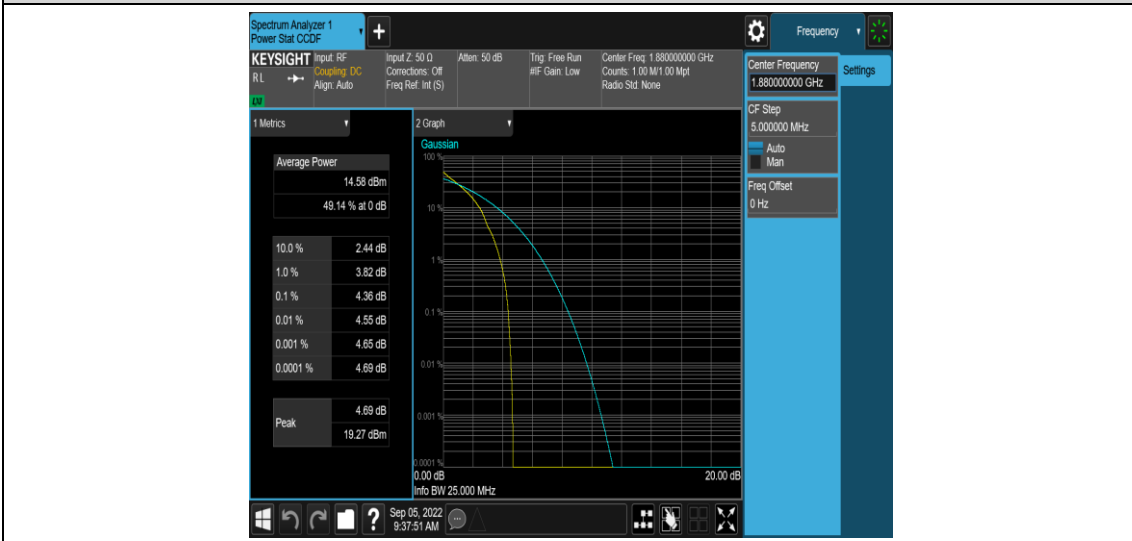 Spectrum Analyzer 1
Power Stat CCDF
+
Frequency
KEYSIGHT
R L
LXI
Input: RF
Coupling: DC
Align: Auto
Input Z: 50 Ω
Corrections: Off
Freq Ref: Int (S)
Atten: 50 dB
Trig: Free Run
#IF Gain: Low
Center Freq: 1.880000000 GHz
Counts: 1.00 M/1.00 Mpt
Radio Std: None
Center Frequency
1.880000000 GHz
Settings
CF Step
5.000000 MHz
Auto
Man
Freq Offset
0 Hz
1 Metrics
Average Power
14.58 dBm
49.14 % at 0 dB
10.0 % 2.44 dB
1.0 % 3.82 dB
0.1 % 4.36 dB
0.01 % 4.55 dB
0.001 % 4.65 dB
0.0001 % 4.69 dB
Peak 4.69 dB
19.27 dBm
2 Graph
Gaussian
100 %
10 %
1 %
0.1 %
0.01 %
0.001 %
0.0001 %
0.00 dB 20.00 dB
Info BW 25.000 MHz
?
Sep 05, 2022
9:37:51 AM